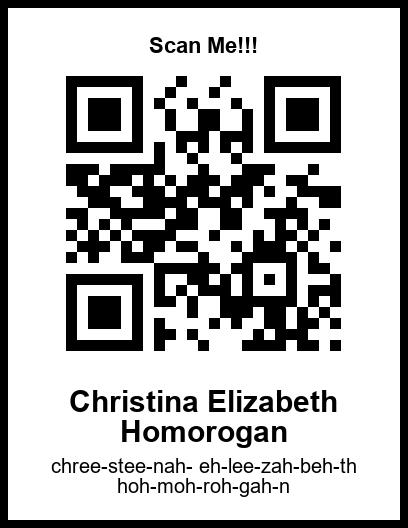 Scan Me!!!
Christina Elizabeth
Homorogan
chree-stee-nah- eh-lee-zah-beh-th
hoh-moh-roh-gah-n